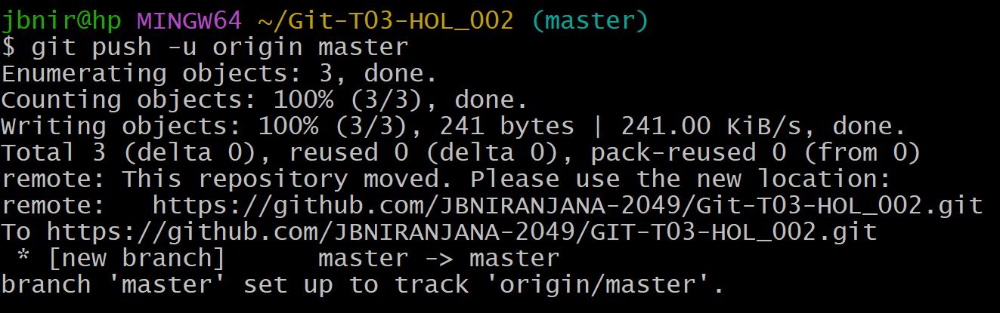 jbnir@hp MINGW64 ~/Git-T03-HOL_002 (master)
$ git push -u origin master
Enumerating objects: 3, done.
Counting objects: 100% (3/3), done.
Writing objects: 100% (3/3), 241 bytes | 241.00 KiB/s, done.
Total 3 (delta 0), reused 0 (delta 0), pack-reused 0 (from 0)
remote: This repository moved. Please use the new location:
remote:   https://github.com/JBNIRANJANA-2049/Git-T03-HOL_002.git
To https://github.com/JBNIRANJANA-2049/GIT-T03-HOL_002.git
 * [new branch]      master -> master
branch 'master' set up to track 'origin/master'.